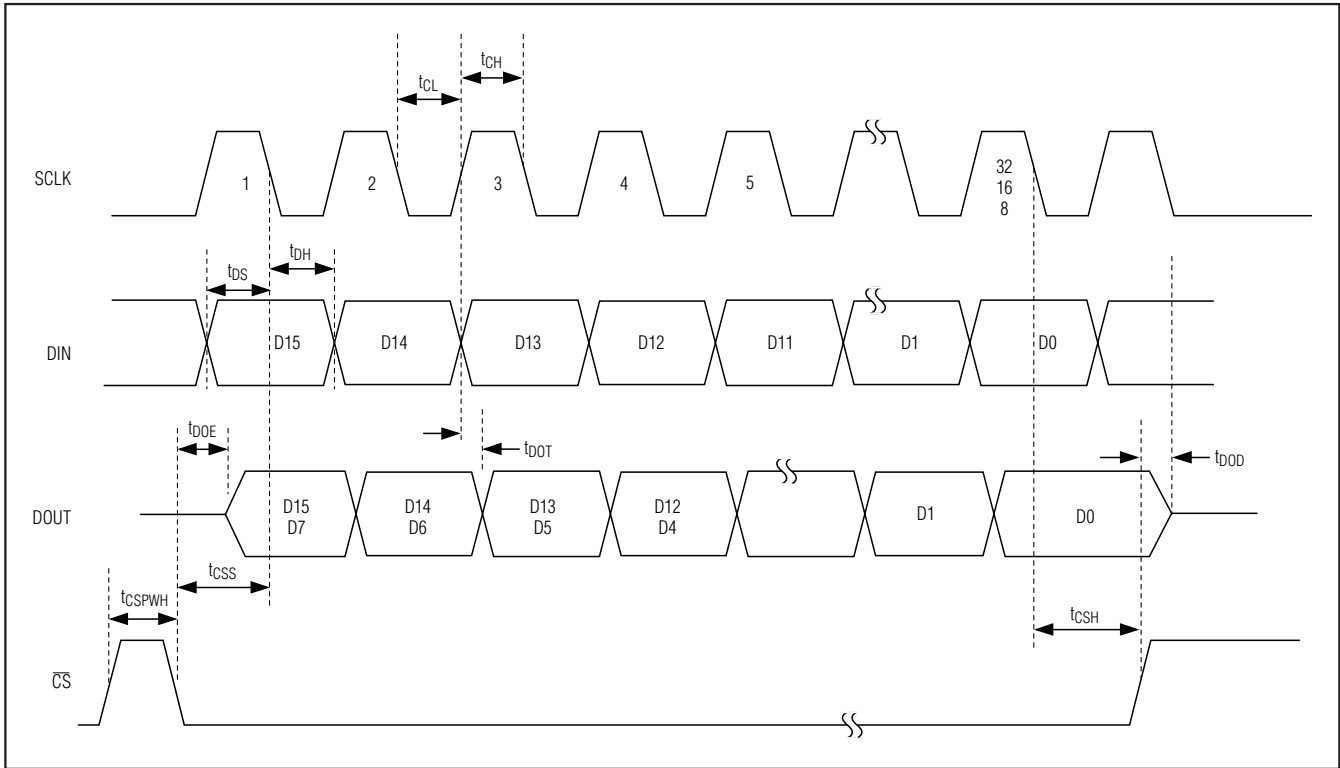 tCH
tCL
SCLK
1
2
3
4
5
32
16
8
tDH
tDS
DIN
D15
D14
D13
D12
D11
D1
D0
tDOE
tDOT
tDOD
DOUT
D15
D7
D14
D6
D13
D5
D12
D4
D1
D0
tCSS
tCSPWH
tCSH
CS